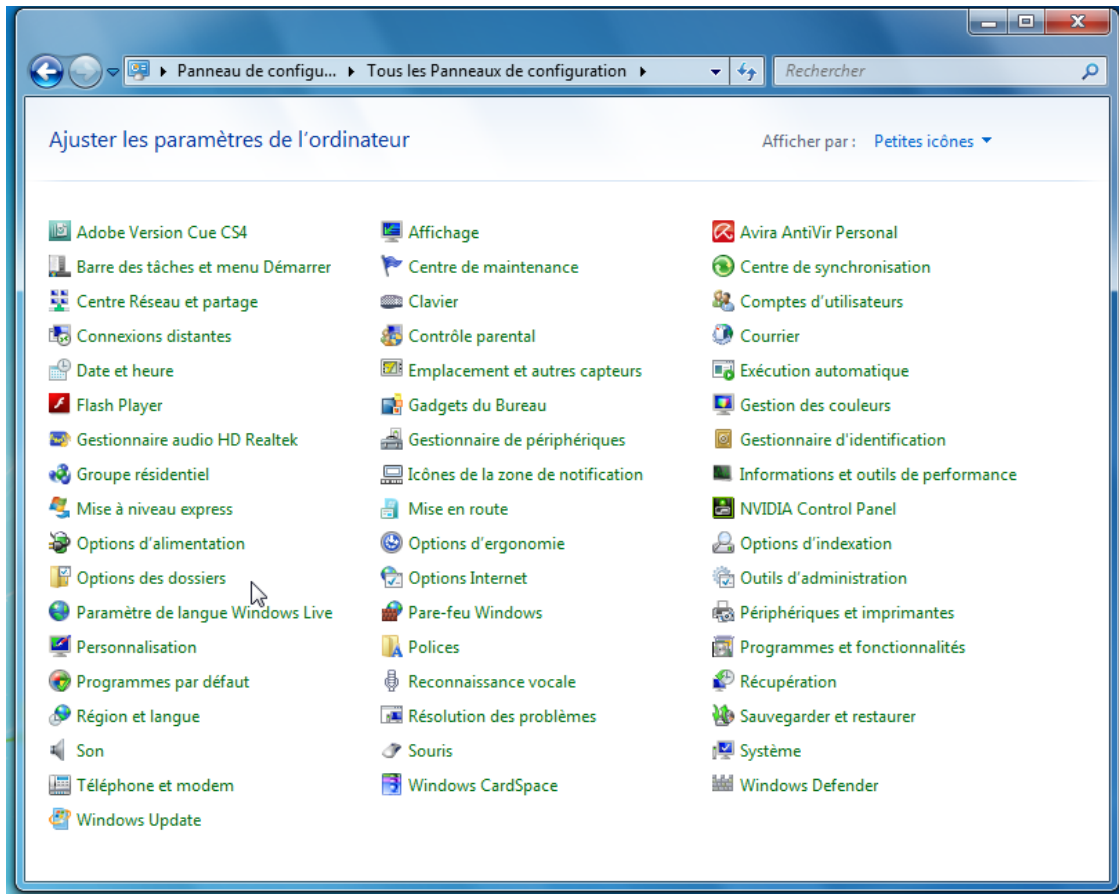 Panneau de configu... Tous les Panneaux de configuration Rechercher
Ajuster les paramètres de l'ordinateur Afficher par : Petites icônes
Adobe Version Cue CS4 Affichage Avira AntiVir Personal
Barre des tâches et menu Démarrer Centre de maintenance Centre de synchronisation
Centre Réseau et partage Clavier Comptes d'utilisateurs
Connexions distantes Contrôle parental Courrier
Date et heure Emplacement et autres capteurs Exécution automatique
Flash Player Gadgets du Bureau Gestion des couleurs
Gestionnaire audio HD Realtek Gestionnaire de périphériques Gestionnaire d'identification
Groupe résidentiel Icônes de la zone de notification Informations et outils de performance
Mise à niveau express Mise en route NVIDIA Control Panel
Options d'alimentation Options d'ergonomie Options d'indexation
Options des dossiers Options Internet Outils d'administration
Paramètre de langue Windows Live Pare-feu Windows Périphériques et imprimantes
Personnalisation Polices Programmes et fonctionnalités
Programmes par défaut Reconnaissance vocale Récupération
Région et langue Résolution des problèmes Sauvegarder et restaurer
Son Souris Système
Téléphone et modem Windows CardSpace Windows Defender
Windows Update